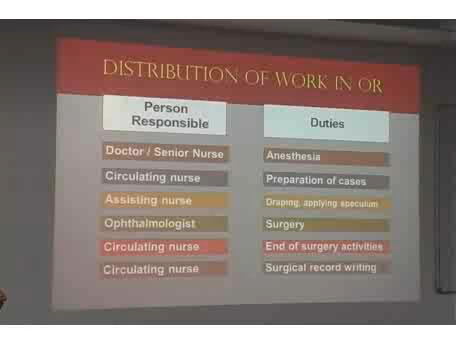 DISTRIBUTION OF WORK IN OR
Person
Responsible
Duties
Doctor / Senior Nurse
Anesthesia
Circulating nurse
Preparation of cases
Assisting nurse
Draping, applying speculum
Ophthalmologist
Surgery
Circulating nurse
End of surgery activities
Circulating nurse
Surgical record writing